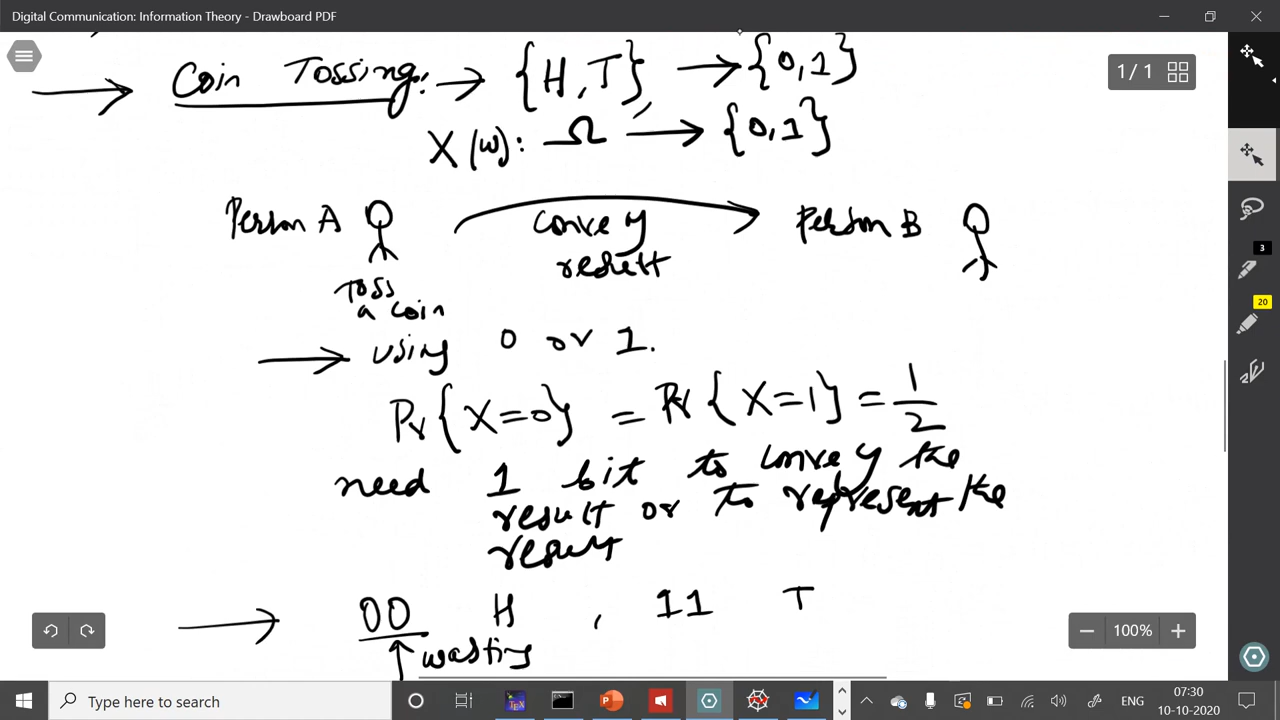 Digital Communication: Information Theory - Drawboard PDF
→ Coin Tossing: → {H, T} → {0,1}
X(ω): Ω → {0,1}
1 / 1
Person A convey result Person B
Toss a coin
→ using 0 or 1.
Pr{X=0} = Pr{X=1} = 1/2
need 1 bit to convey the
result or to represent the
result
→ 00 H , 11 T
↑ wasting
3
20
100%
Type here to search
ENG
07:30
10-10-2020